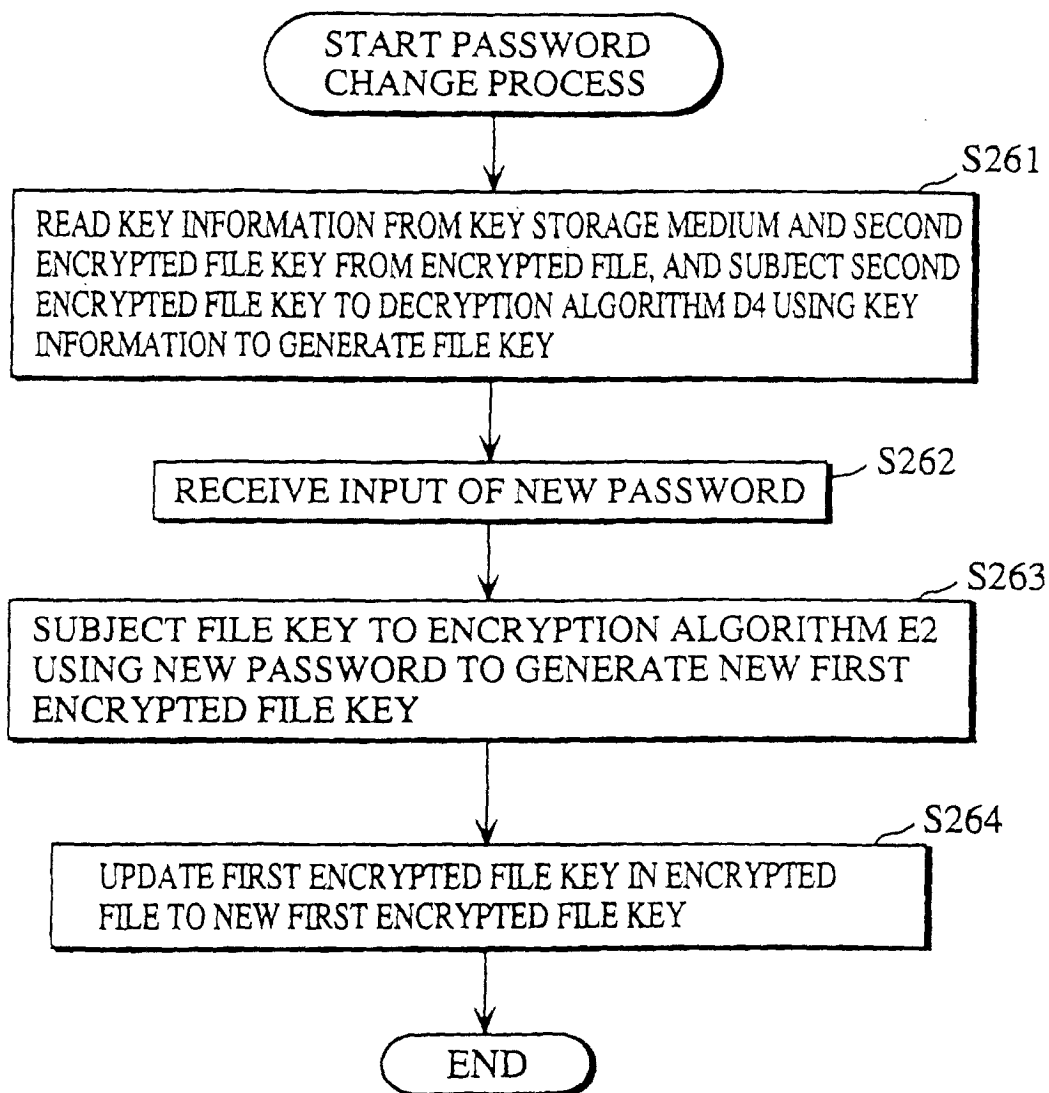 START PASSWORD
CHANGE PROCESS
S261
READ KEY INFORMATION FROM KEY STORAGE MEDIUM AND SECOND
ENCRYPTED FILE KEY FROM ENCRYPTED FILE, AND SUBJECT SECOND
ENCRYPTED FILE KEY TO DECRYPTION ALGORITHM D4 USING KEY
INFORMATION TO GENERATE FILE KEY
S262
RECEIVE INPUT OF NEW PASSWORD
S263
SUBJECT FILE KEY TO ENCRYPTION ALGORITHM E2
USING NEW PASSWORD TO GENERATE NEW FIRST
ENCRYPTED FILE KEY
S264
UPDATE FIRST ENCRYPTED FILE KEY IN ENCRYPTED
FILE TO NEW FIRST ENCRYPTED FILE KEY
END